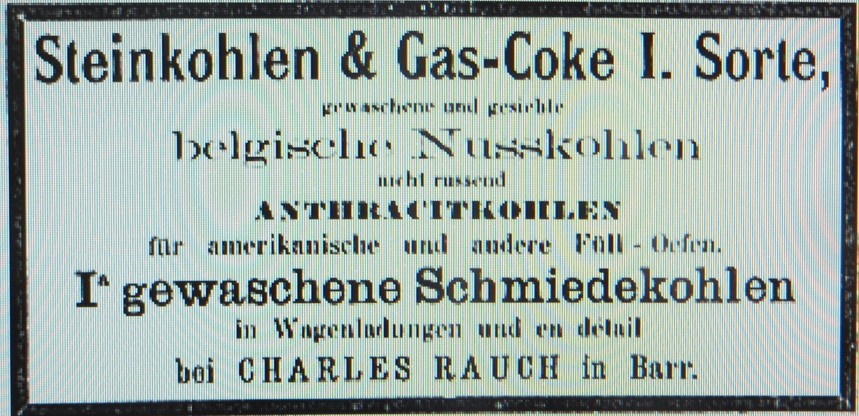 Steinkohlen & Gas-Coke I. Sorte,
gewaschene und gesiebte
belgische Nusskohlen
nicht russend
ANTHRACITKOHLEN
für amerikanische und andere Füll-Oefen.
Iᵃ gewaschene Schmiedekohlen
in Wagenladungen und en détail
bei CHARLES RAUCH in Barr.